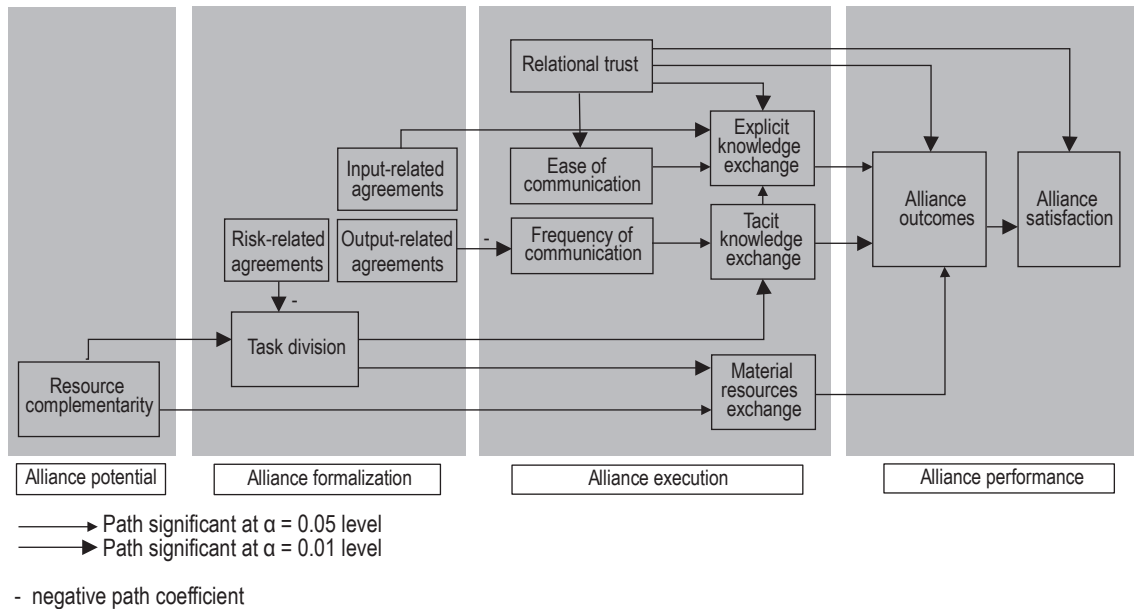 Relational trust
Explicit
knowledge
exchange
Input-related
agreements
Ease of
communication
Alliance
outcomes
Alliance
satisfaction
Risk-related
agreements
Output-related
agreements
-
Frequency of
communication
Tacit
knowledge
exchange
-
Task division
Resource
complementarity
Material
resources
exchange
Alliance potential
Alliance formalization
Alliance execution
Alliance performance
Path significant at α = 0.05 level
Path significant at α = 0.01 level
- negative path coefficient